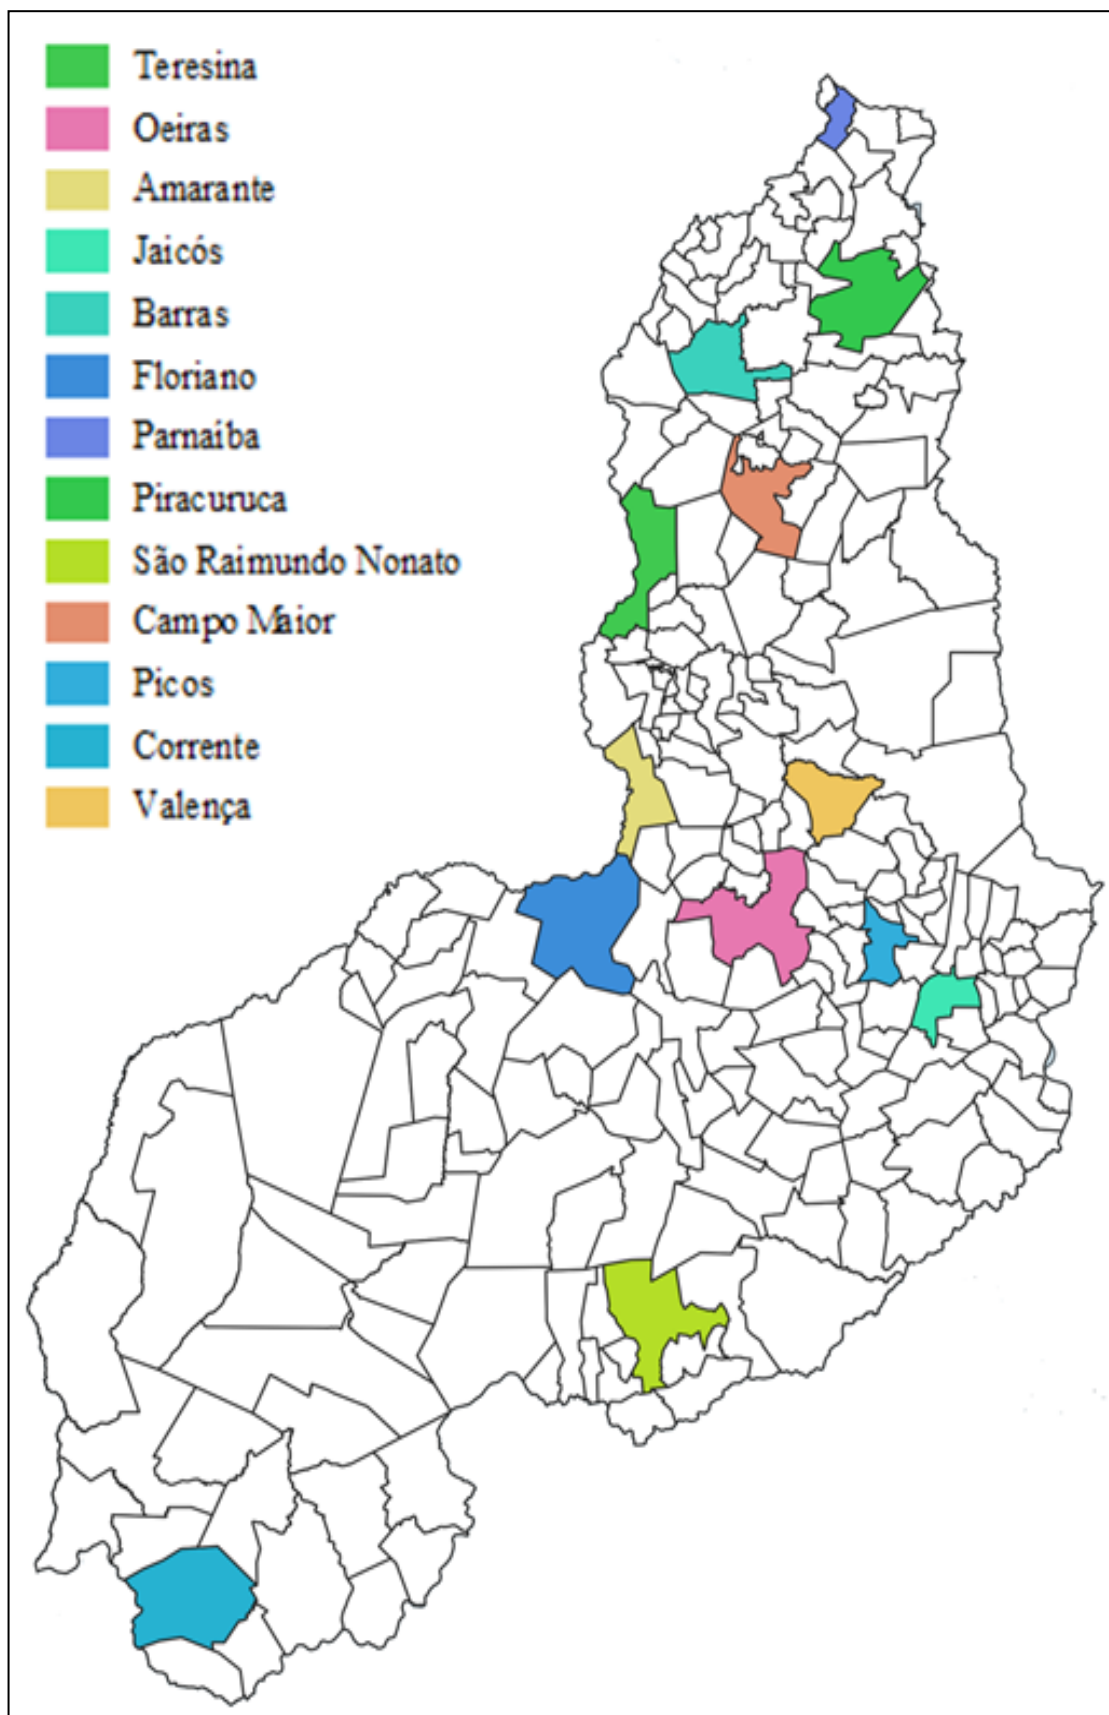 Teresina
Oeiras
Amarante
Jaicós
Barras
Floriano
Parnaíba
Piracuruca
São Raimundo Nonato
Campo Maior
Picos
Corrente
Valença